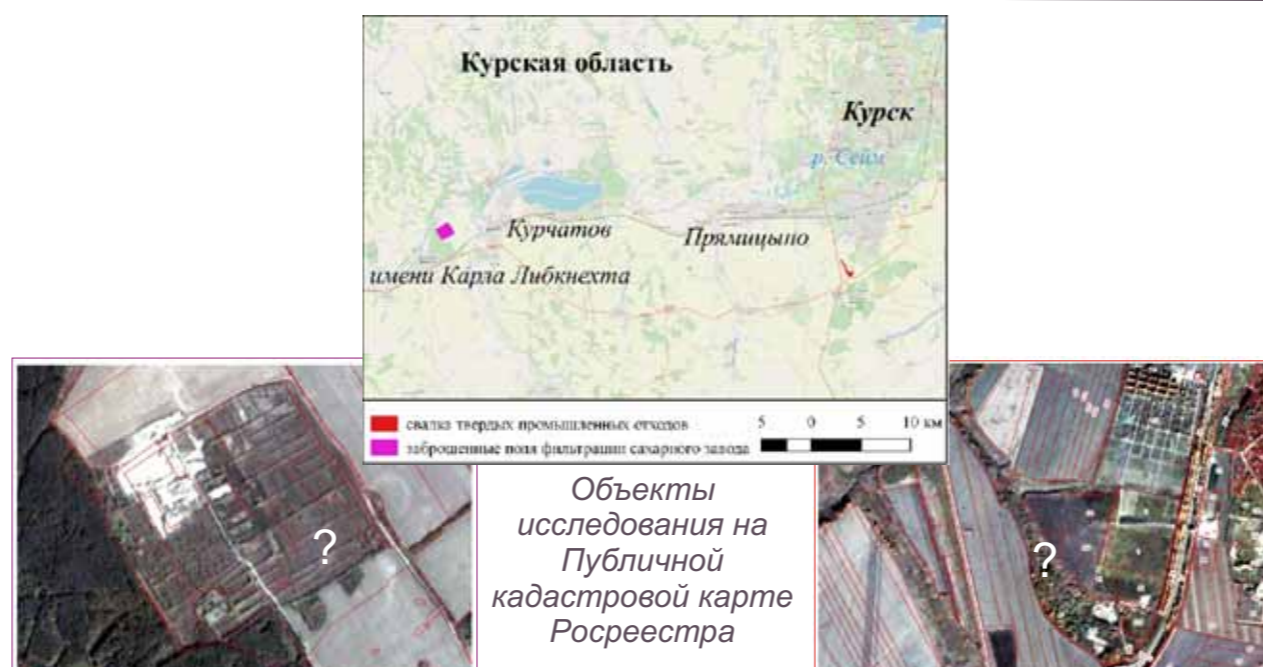 Курская область
Курск
р. Сейм
Курчатов
Прямицыно
имени Карла Либкнехта
свалка твердых промышленных отходов
заброшенные поля фильтрации сахарного завода
5 0 5 10 км
?
Объекты
исследования на
Публичной
кадастровой карте
Росреестра
?